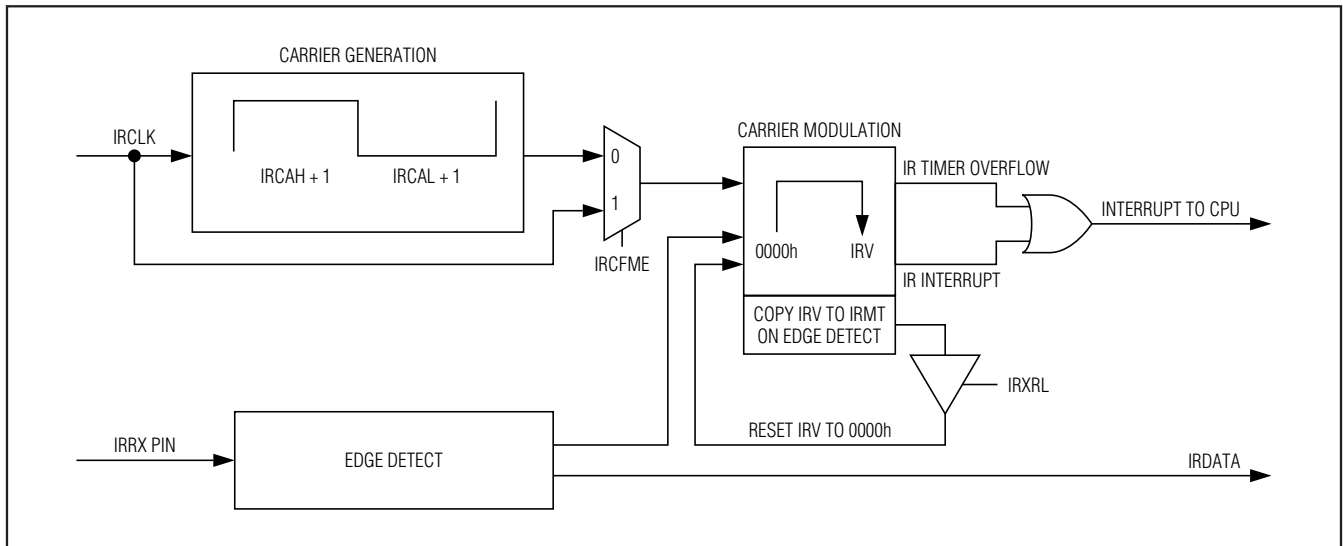 CARRIER GENERATION
IRCLK
IRCAH + 1
IRCAL + 1
0
1
IRCFME
CARRIER MODULATION
0000h
IRV
IR TIMER OVERFLOW
IR INTERRUPT
INTERRUPT TO CPU
COPY IRV TO IRMT
ON EDGE DETECT
IRXRL
RESET IRV TO 0000h
IRRX PIN
EDGE DETECT
IRDATA